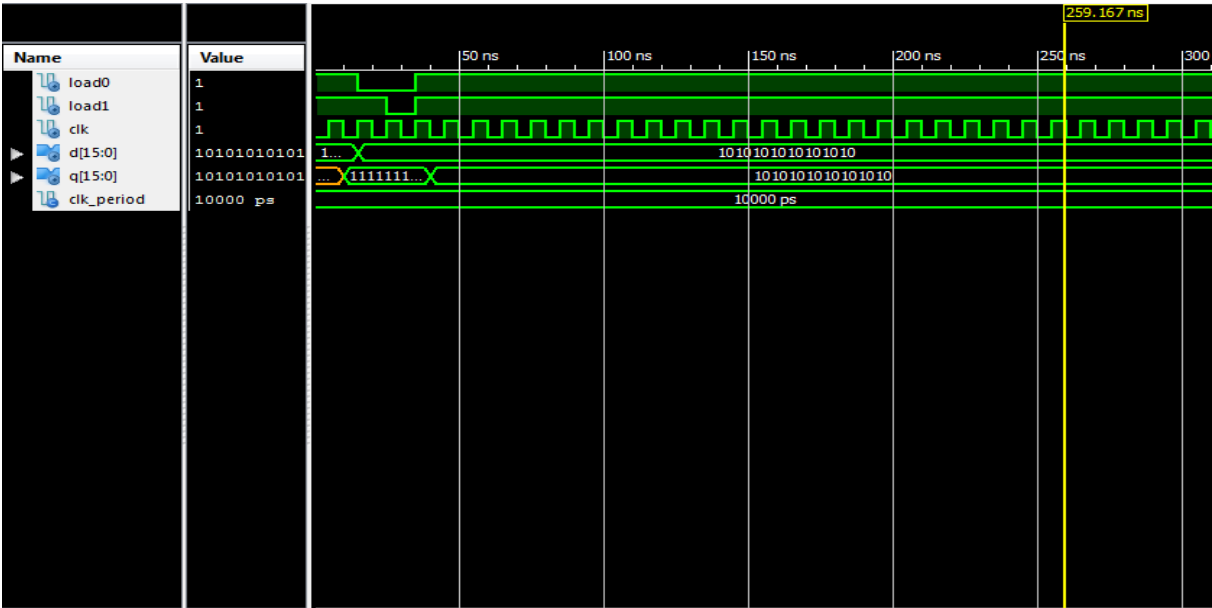 259.167 ns
Name Value 50 ns 100 ns 150 ns 200 ns 250 ns 300
load0 1
load1 1
clk 1
d[15:0] 10101010101 1... 1010101010101010
q[15:0] 10101010101 ... 1111111... 1010101010101010
clk_period 10000 ps 10000 ps